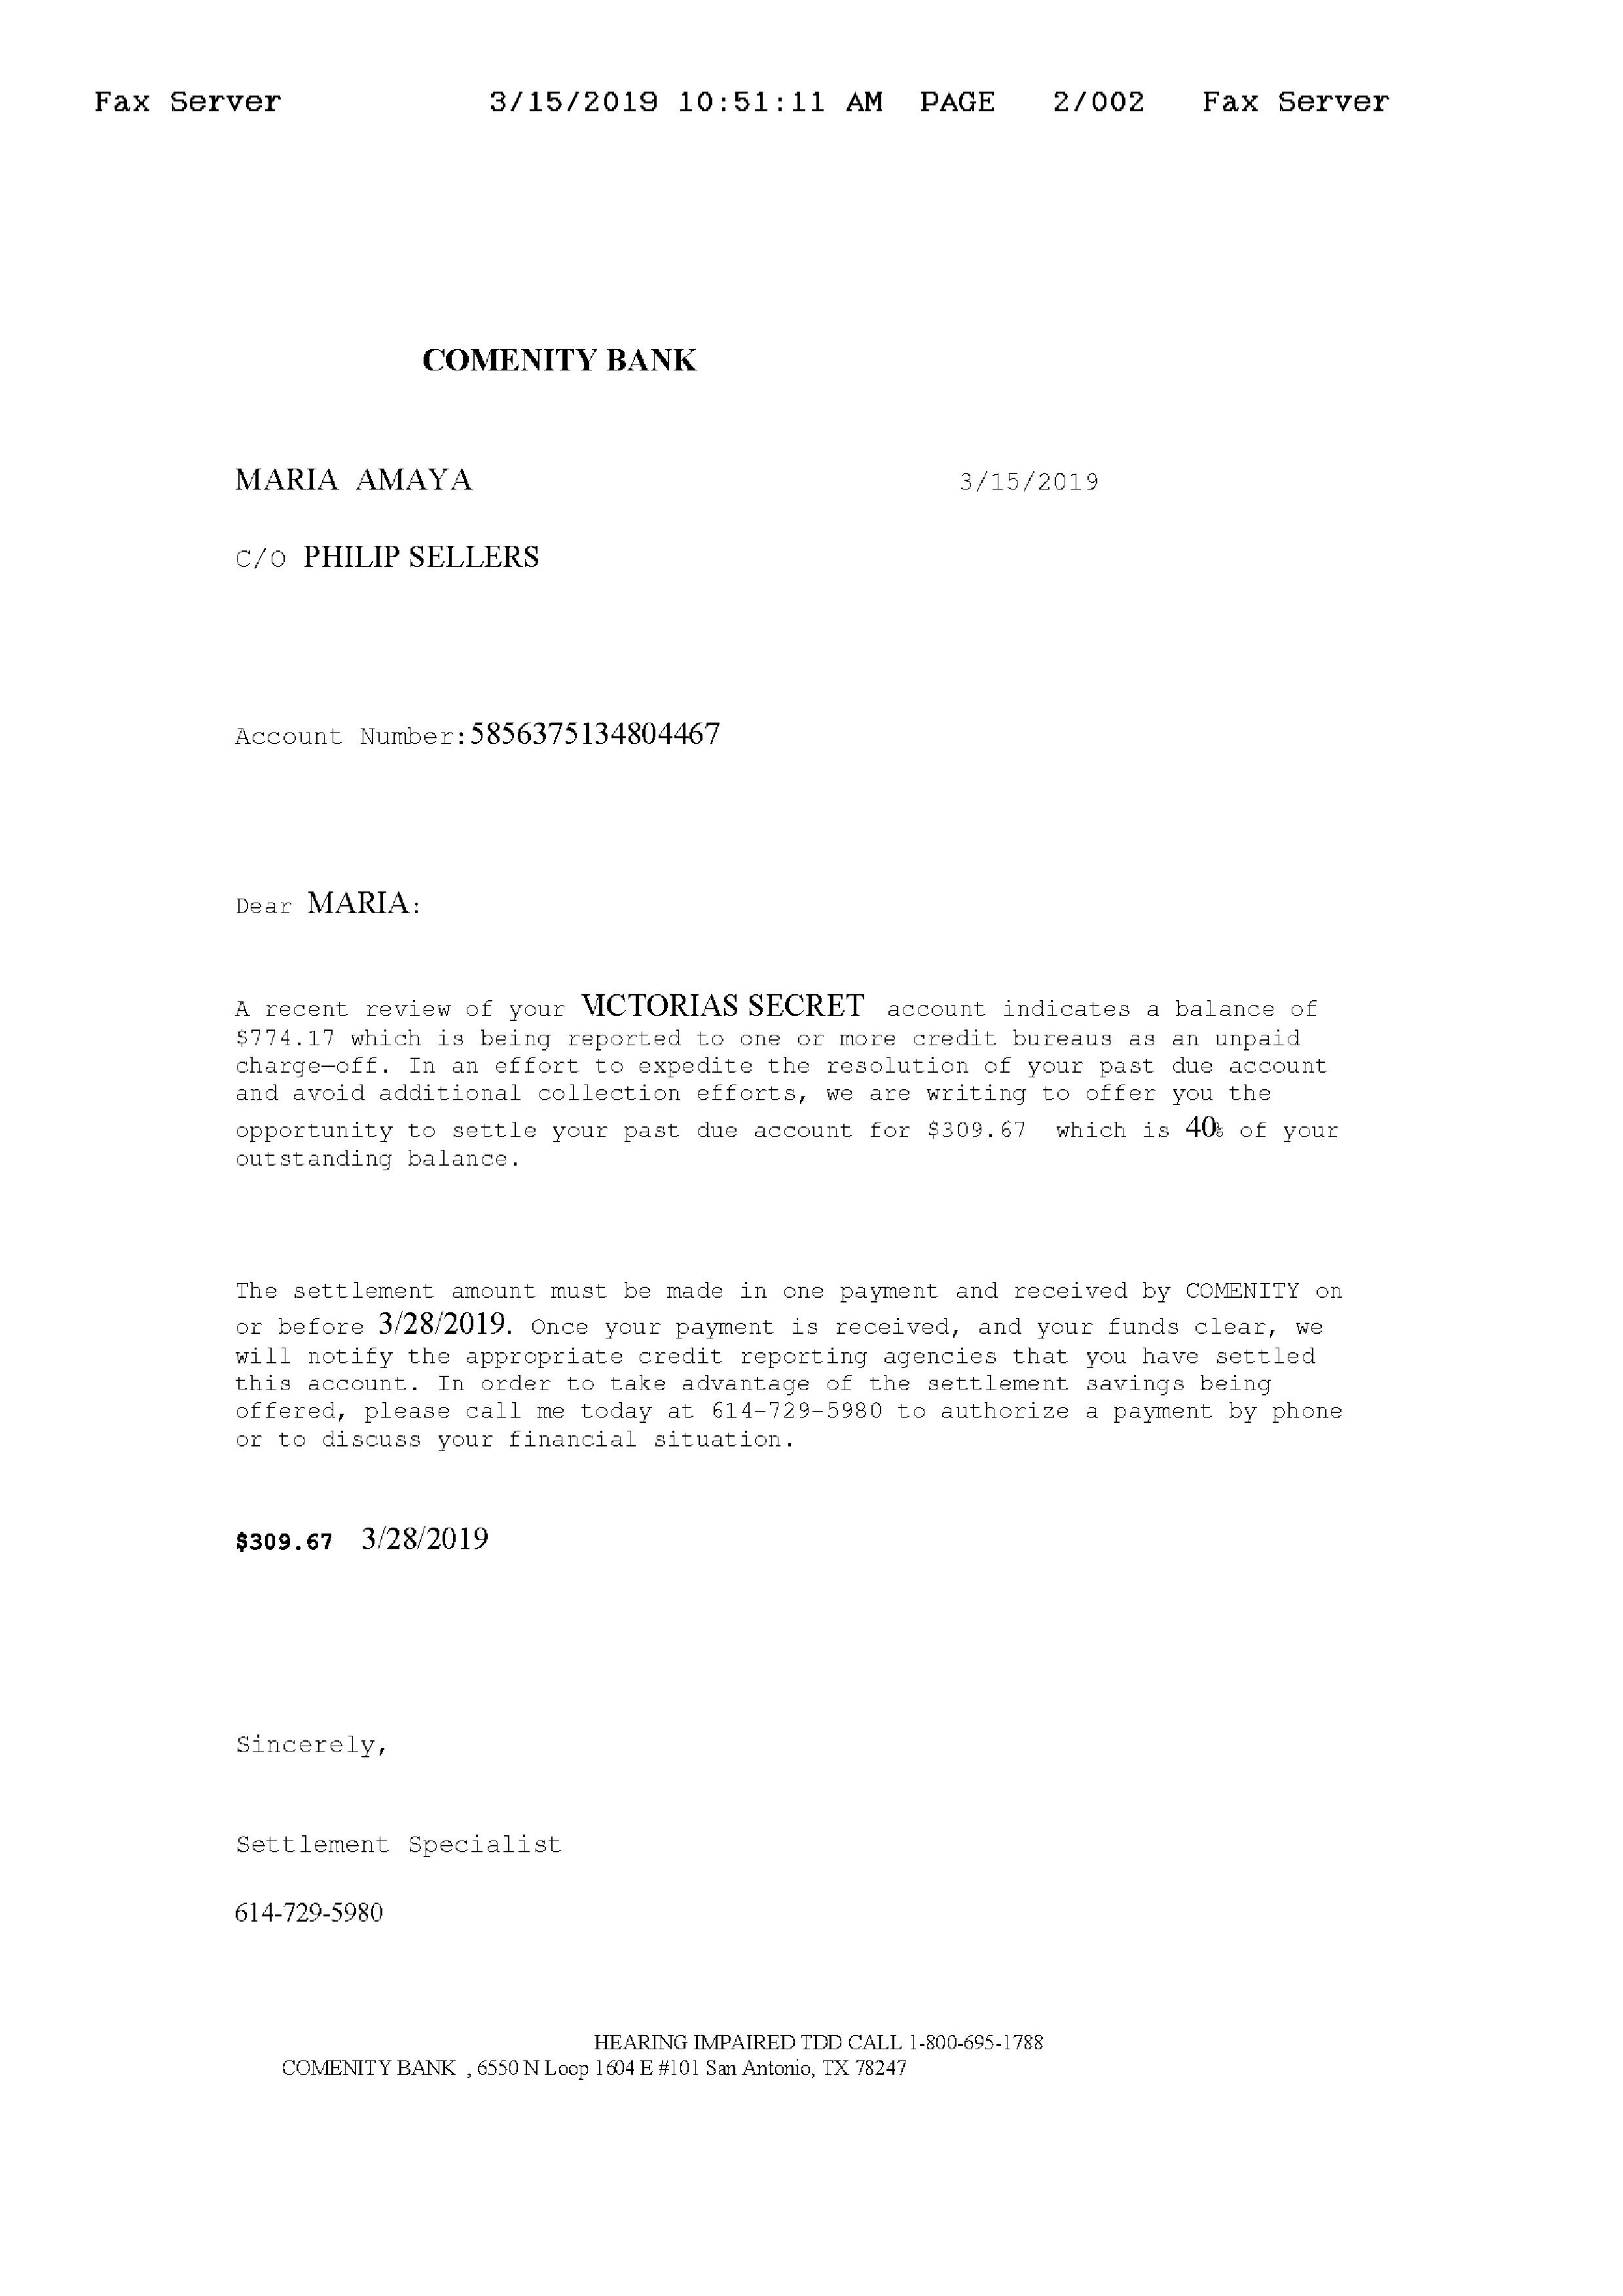 Fax Server 3/15/2019 10:51:11 AM PAGE 2/002 Fax Server
COMENITY BANK
MARIA AMAYA 3/15/2019
C/O PHILIP SELLERS
Account Number:5856375134804467
Dear MARIA:
A recent review of your VICTORIAS SECRET account indicates a balance of
$774.17 which is being reported to one or more credit bureaus as an unpaid
charge-off. In an effort to expedite the resolution of your past due account
and avoid additional collection efforts, we are writing to offer you the
opportunity to settle your past due account for $309.67 which is 40% of your
outstanding balance.
The settlement amount must be made in one payment and received by COMENITY on
or before 3/28/2019. Once your payment is received, and your funds clear, we
will notify the appropriate credit reporting agencies that you have settled
this account. In order to take advantage of the settlement savings being
offered, please call me today at 614-729-5980 to authorize a payment by phone
or to discuss your financial situation.
$309.67 3/28/2019
Sincerely,
Settlement Specialist
614-729-5980
HEARING IMPAIRED TDD CALL 1-800-695-1788
COMENITY BANK , 6550 N Loop 1604 E #101 San Antonio, TX 78247